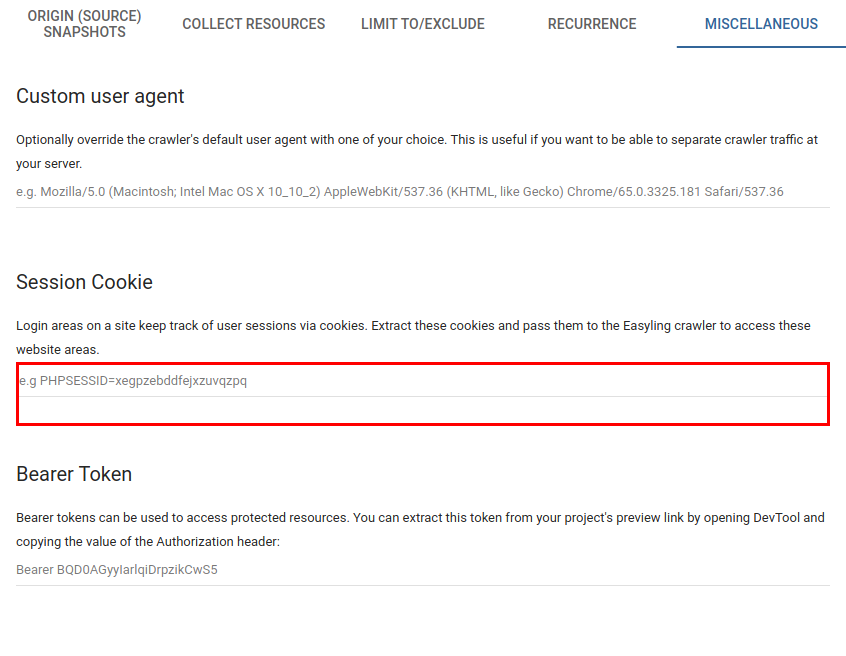 ORIGIN (SOURCE)
SNAPSHOTS
COLLECT RESOURCES
LIMIT TO/EXCLUDE
RECURRENCE
MISCELLANEOUS
Custom user agent
Optionally override the crawler's default user agent with one of your choice. This is useful if you want to be able to separate crawler traffic at
your server.
e.g. Mozilla/5.0 (Macintosh; Intel Mac OS X 10_10_2) AppleWebKit/537.36 (KHTML, like Gecko) Chrome/65.0.3325.181 Safari/537.36
Session Cookie
Login areas on a site keep track of user sessions via cookies. Extract these cookies and pass them to the Easyling crawler to access these
website areas.
e.g PHPSESSID=xegpzebddfejxzuvqzpq
Bearer Token
Bearer tokens can be used to access protected resources. You can extract this token from your project's preview link by opening DevTool and
copying the value of the Authorization header:
Bearer BQD0AGyyIarlqiDrpzikCwS5